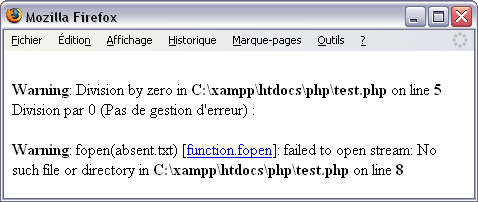 Mozilla Firefox
Fichier Édition Affichage Historique Marque-pages Outils ?
Warning: Division by zero in C:\xampp\htdocs\php\test.php on line 5
Division par 0 (Pas de gestion d'erreur) :
Warning: fopen(absent.txt) [function.fopen]: failed to open stream: No
such file or directory in C:\xampp\htdocs\php\test.php on line 8